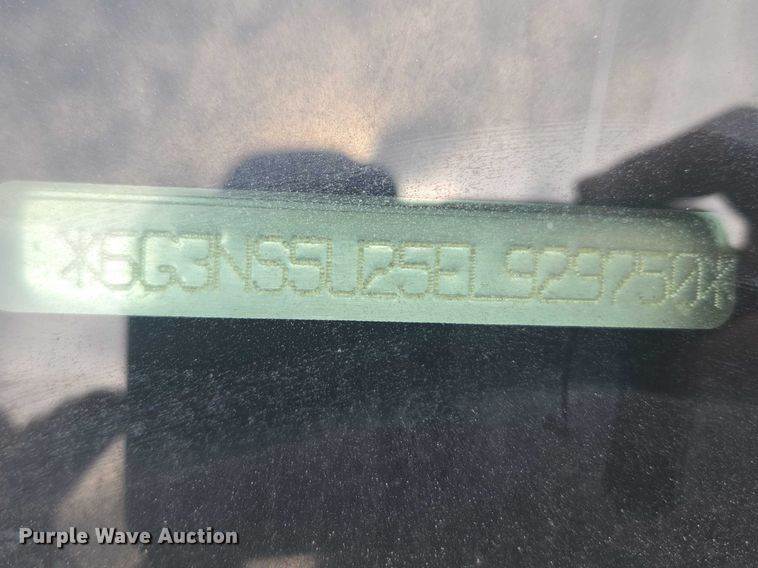 *6G3NS5U25EL929750*
Purple Wave Auction